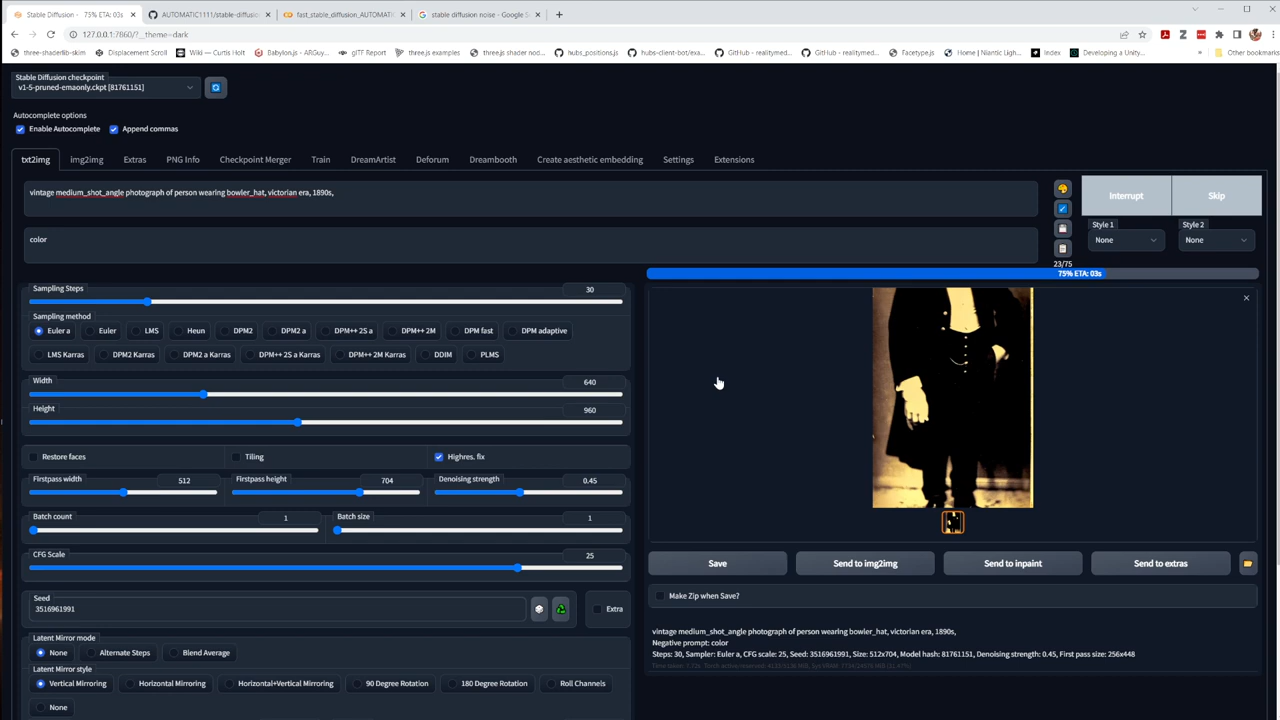 Stable Diffusion - 75% ETA: 03s
AUTOMATIC1111/stable-diffusio
fast_stable_diffusion_AUTOMATIC
stable diffusion noise - Google S
127.0.0.1:7860/?__theme=dark
three-shaderlib-skim
Displacement Scroll
Wiki — Curtis Holt
Babylon.js — ARGuy...
glTF Report
three.js examples
three.js shader nod...
hubs_positions.js
hubs-client-bot/exa...
GitHub - realitymed...
GitHub - realitymed...
Facetype.js
Home | Niantic Ligh...
Index
Developing a Unity...
Other bookmarks
Stable Diffusion checkpoint
v1-5-pruned-emaonly.ckpt [81761151]
Autocomplete options
Enable Autocomplete
Append commas
txt2img
img2img
Extras
PNG Info
Checkpoint Merger
Train
DreamArtist
Deforum
Dreambooth
Create aesthetic embedding
Settings
Extensions
vintage medium_shot_angle photograph of person wearing bowler_hat, victorian era, 1890s,
color
Interrupt
Skip
Style 1
Style 2
None
None
23/75
75% ETA: 03s
Sampling Steps
30
Sampling method
Euler a
Euler
LMS
Heun
DPM2
DPM2 a
DPM++ 2S a
DPM++ 2M
DPM fast
DPM adaptive
LMS Karras
DPM2 Karras
DPM2 a Karras
DPM++ 2S a Karras
DPM++ 2M Karras
DDIM
PLMS
Width
640
Height
960
Restore faces
Tiling
Highres. fix
Firstpass width
512
Firstpass height
704
Denoising strength
0.45
Batch count
1
Batch size
1
CFG Scale
25
Seed
3516961991
Extra
Latent Mirror mode
None
Alternate Steps
Blend Average
Latent Mirror style
Vertical Mirroring
Horizontal Mirroring
Horizontal+Vertical Mirroring
90 Degree Rotation
180 Degree Rotation
Roll Channels
None
Save
Send to img2img
Send to inpaint
Send to extras
Make Zip when Save?
vintage medium_shot_angle photograph of person wearing bowler_hat, victorian era, 1890s,
Negative prompt: color
Steps: 30, Sampler: Euler a, CFG scale: 25, Seed: 3516961991, Size: 512x704, Model hash: 81761151, Denoising strength: 0.45, First pass size: 256x448